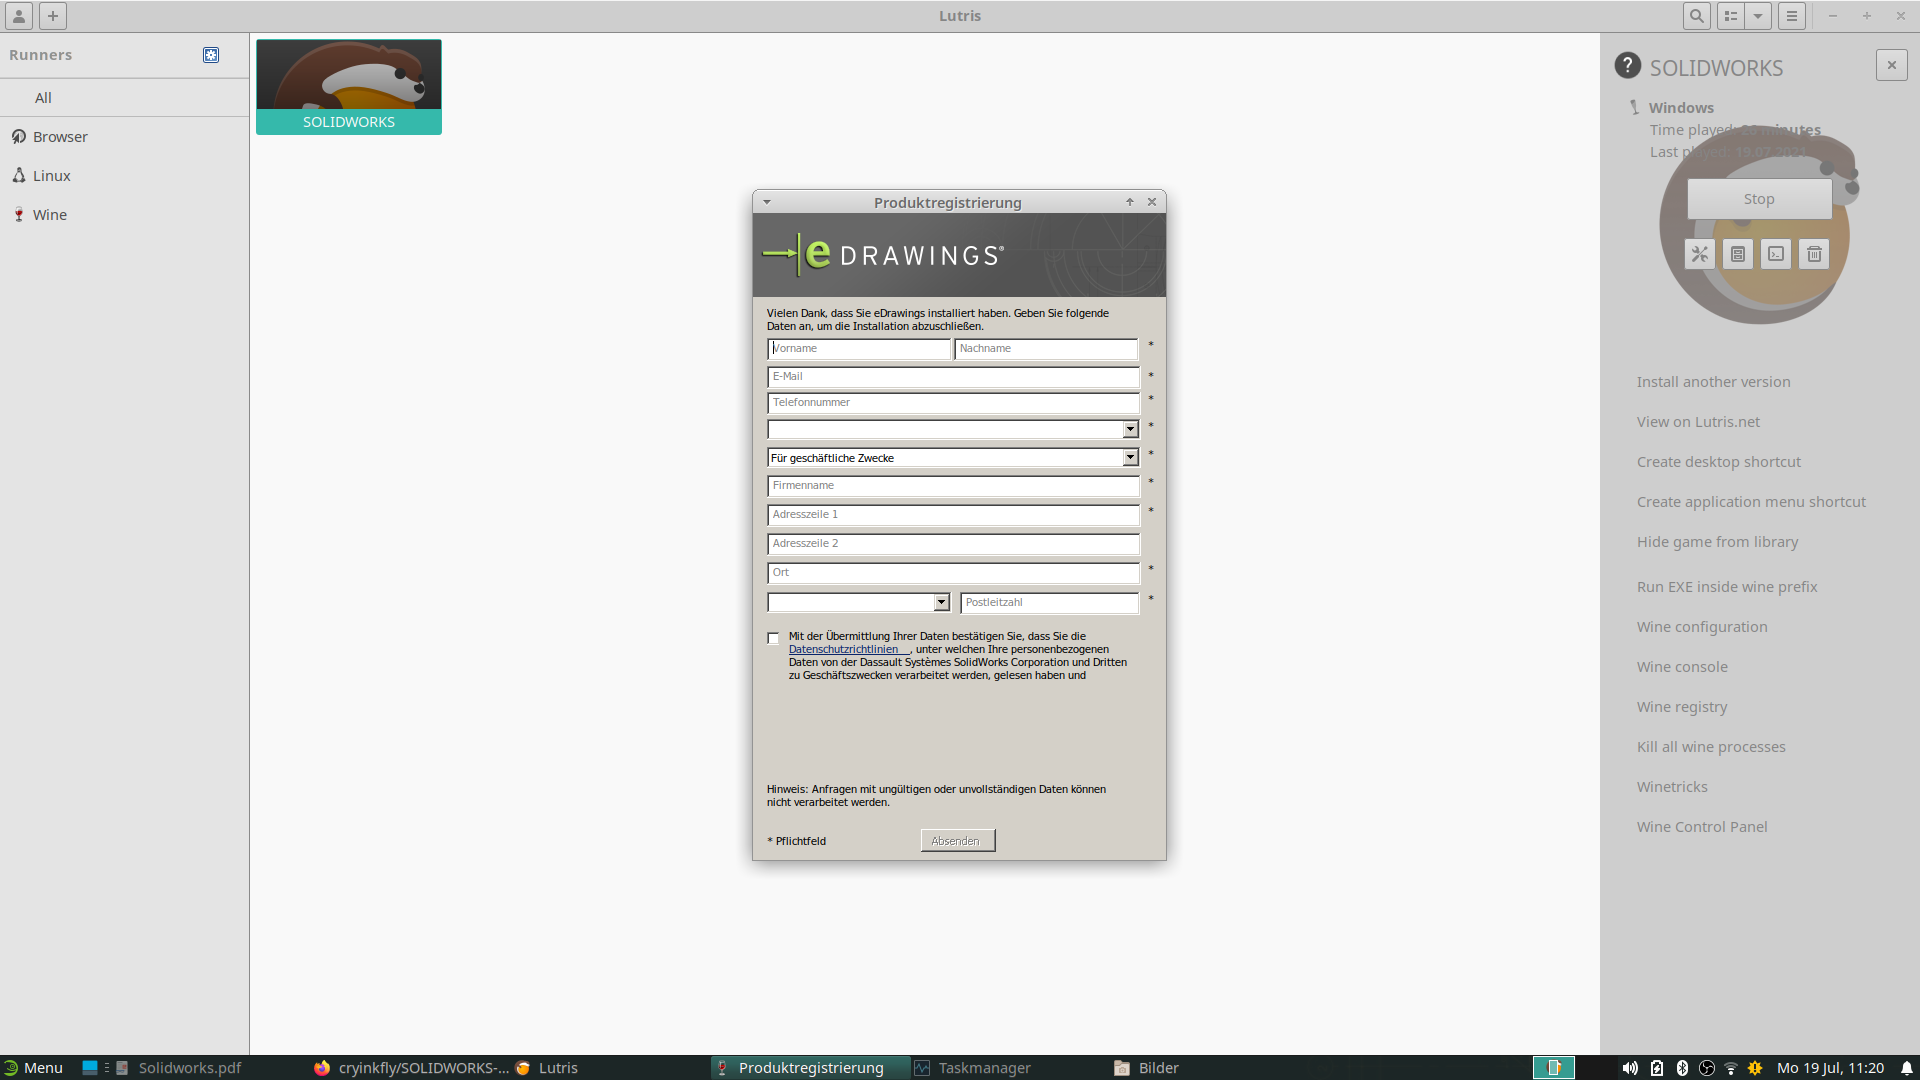 Lutris
Runners
All
Browser
Linux
Wine
SOLIDWORKS
SOLIDWORKS
Windows
Time played: 26 minutes
Last played: 19.07.2021
Stop
Install another version
View on Lutris.net
Create desktop shortcut
Create application menu shortcut
Hide game from library
Run EXE inside wine prefix
Wine configuration
Wine console
Wine registry
Kill all wine processes
Winetricks
Wine Control Panel
Produktregistrierung
e DRAWINGS®
Vielen Dank, dass Sie eDrawings installiert haben. Geben Sie folgende
Daten an, um die Installation abzuschließen.
Vorname Nachname *
E-Mail *
Telefonnummer *
*
Für geschäftliche Zwecke *
Firmenname *
Adresszeile 1 *
Adresszeile 2
Ort *
Postleitzahl *
Mit der Übermittlung Ihrer Daten bestätigen Sie, dass Sie die
Datenschutzrichtlinien , unter welchen Ihre personenbezogenen
Daten von der Dassault Systèmes SolidWorks Corporation und Dritten
zu Geschäftszwecken verarbeitet werden, gelesen haben und
Hinweis: Anfragen mit ungültigen oder unvollständigen Daten können
nicht verarbeitet werden.
* Pflichtfeld Absenden
Menu Solidworks.pdf cryinkfly/SOLIDWORKS-... Lutris Produktregistrierung Taskmanager Bilder Mo 19 Jul, 11:20